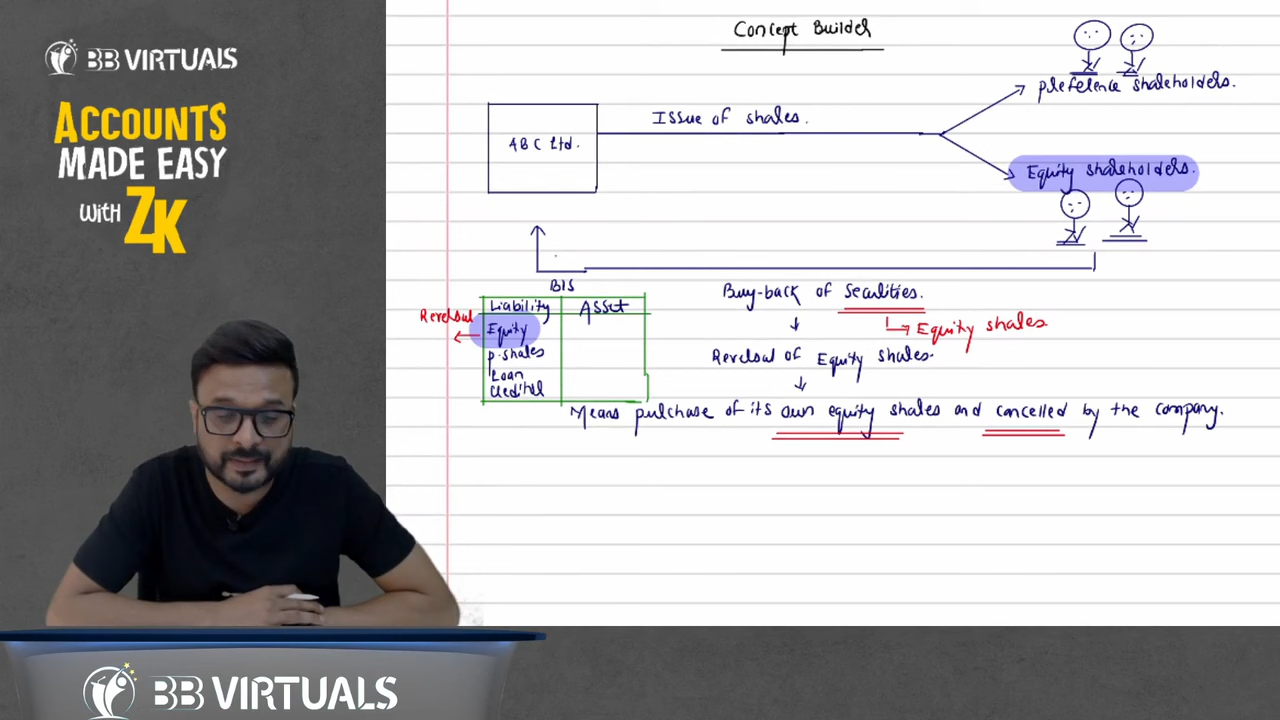 BB VIRTUALS
ACCOUNTS
MADE EASY
WITH ZK
Concept Builder
preference shareholders.
Issue of shares.
ABC Ltd.
Equity shareholders.
B/S
Liability
Asset
Reversal
Equity
p.shares
Loan
Creditor
Buy-back of Securities.
Equity shares
Reversal of Equity shares.
Means purchase of its own equity shares and cancelled by the company.
BB VIRTUALS